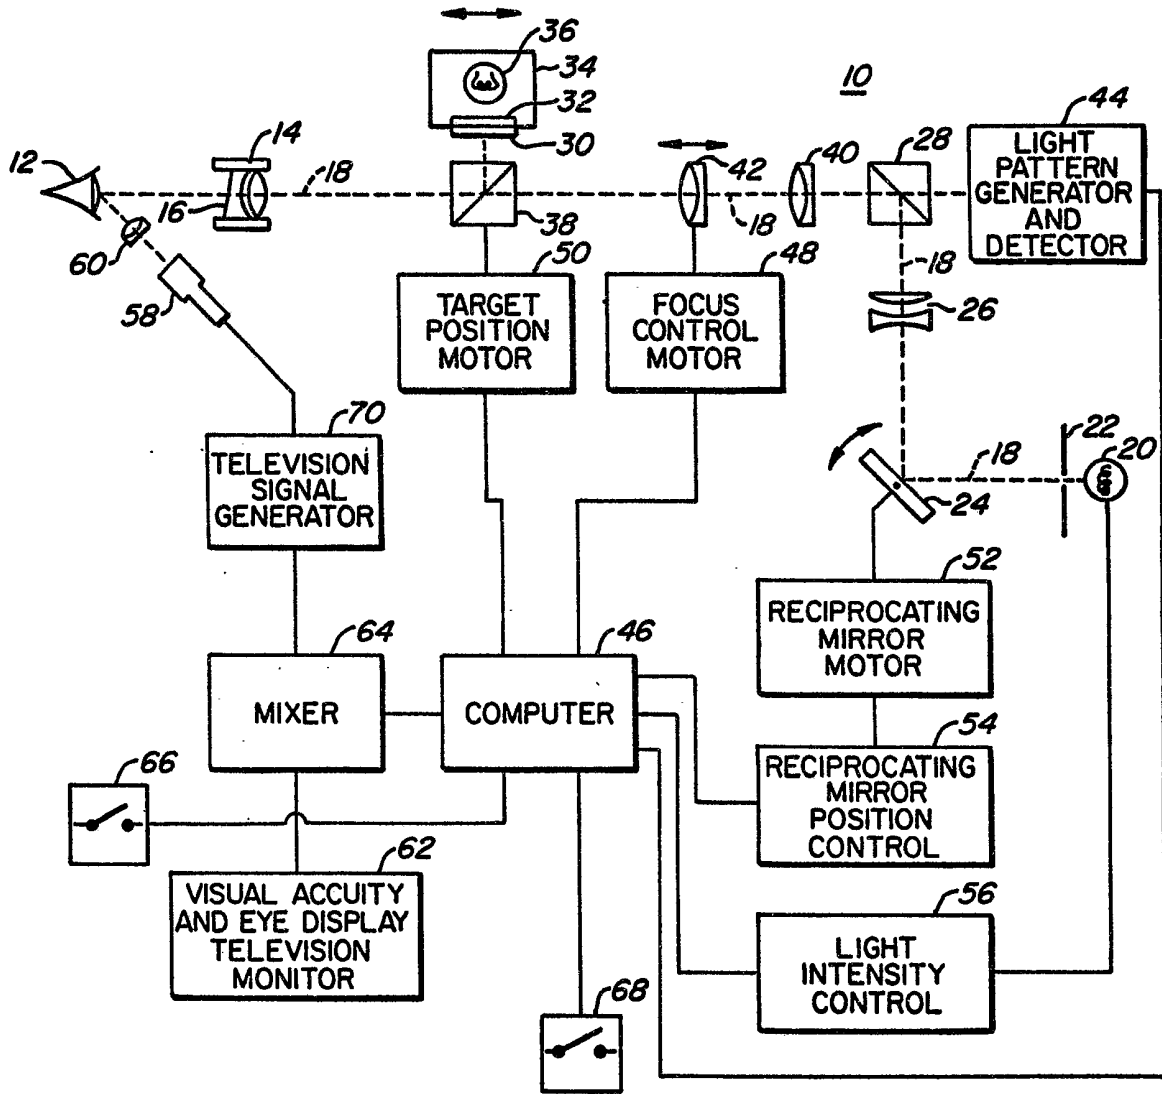 36
34
32
30
10
44
LIGHT
PATTERN
GENERATOR
AND
DETECTOR
12
14
16
18
38
42
40
18
28
18
60
58
50
TARGET
POSITION
MOTOR
48
FOCUS
CONTROL
MOTOR
26
70
TELEVISION
SIGNAL
GENERATOR
22
20
18
24
52
RECIPROCATING
MIRROR
MOTOR
64
MIXER
46
COMPUTER
54
RECIPROCATING
MIRROR
POSITION
CONTROL
66
62
VISUAL ACCUITY
AND EYE DISPLAY
TELEVISION
MONITOR
56
LIGHT
INTENSITY
CONTROL
68